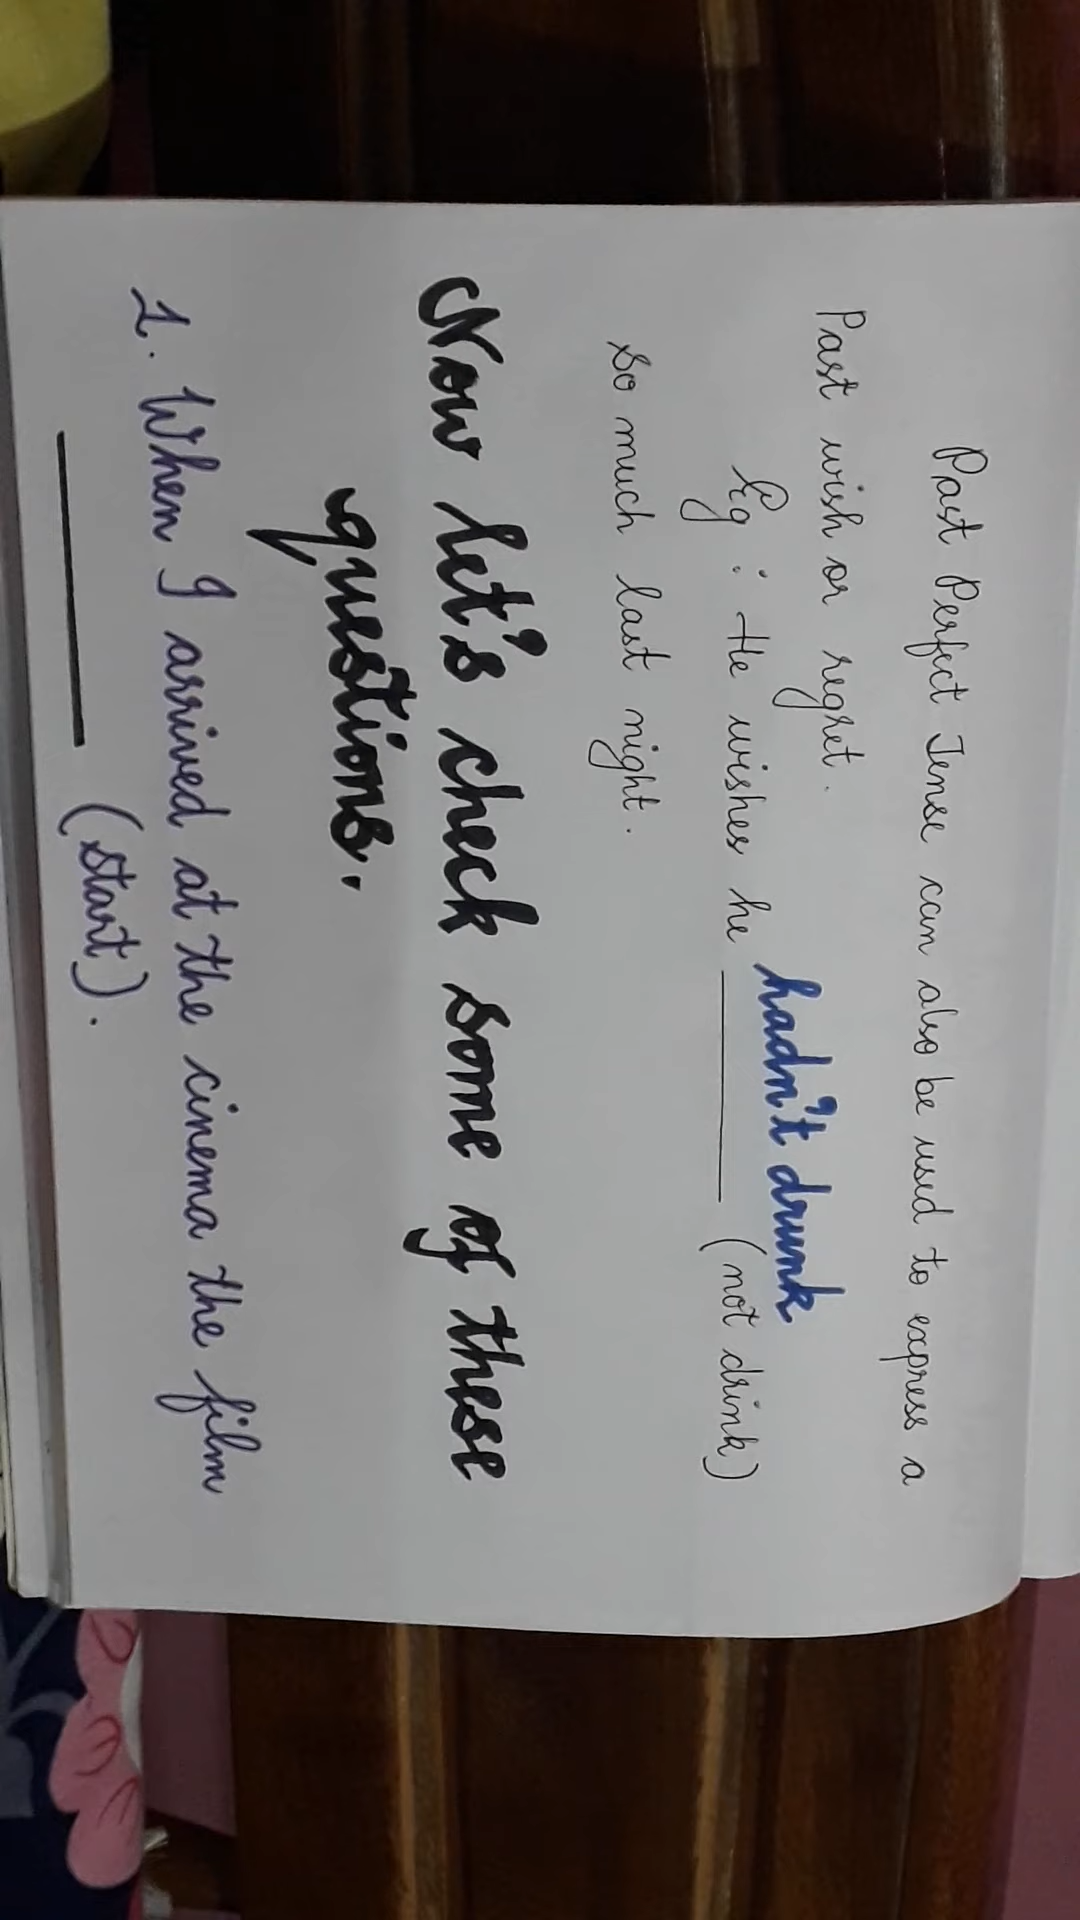 Past Perfect Tense can also be used to express a
Past wish or regret.
Eg : He wishes he hadn't drunk (not drink)
so much last night.
Now let's check some of these
questions.
1. When I arrived at the cinema the film
(start).